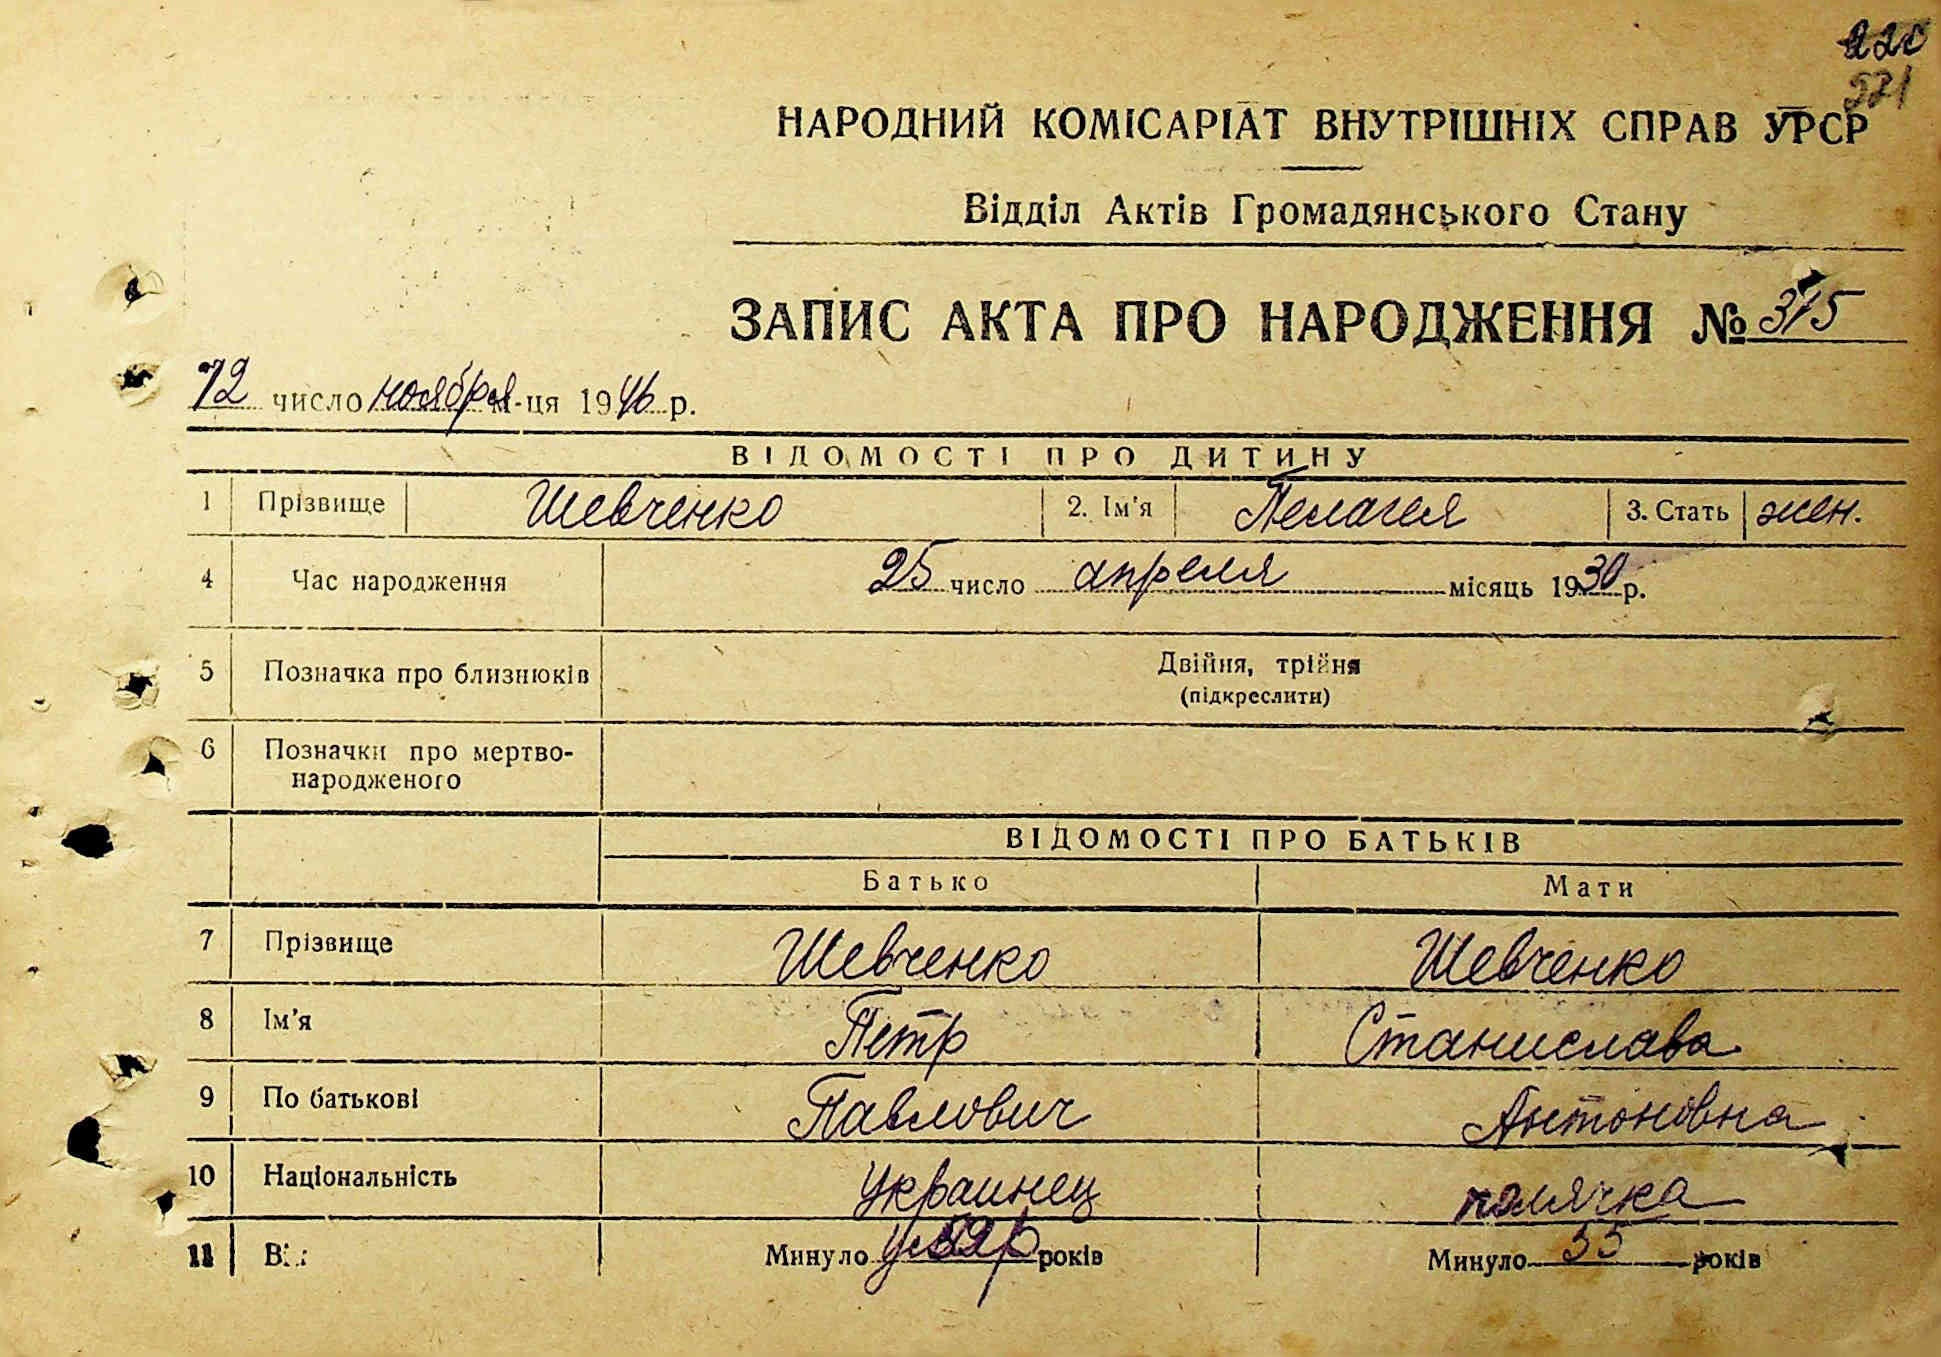 220
521
НАРОДНИЙ КОМІСАРІАТ ВНУТРІШНІХ СПРАВ УРСР
Відділ Актів Громадянського Стану
ЗАПИС АКТА ПРО НАРОДЖЕННЯ № 315
12 число ноября м-ця 1946 р.
ВІДОМОСТІ ПРО ДИТИНУ
1 Прізвище Шевченко 2. Ім'я Пелагея 3. Стать жен.
4 Час народження 25 число апреля місяць 1930 р.
5 Позначка про близнюків Двійня, трійня
(підкреслити)
6 Позначки про мертво-
народженого
ВІДОМОСТІ ПРО БАТЬКІВ
Батько Мати
7 Прізвище Шевченко Шевченко
8 Ім'я Петр Станислава
9 По батькові Павлович Антоновна
10 Національність Украинец полячка
11 Минуло років Минуло 55 років